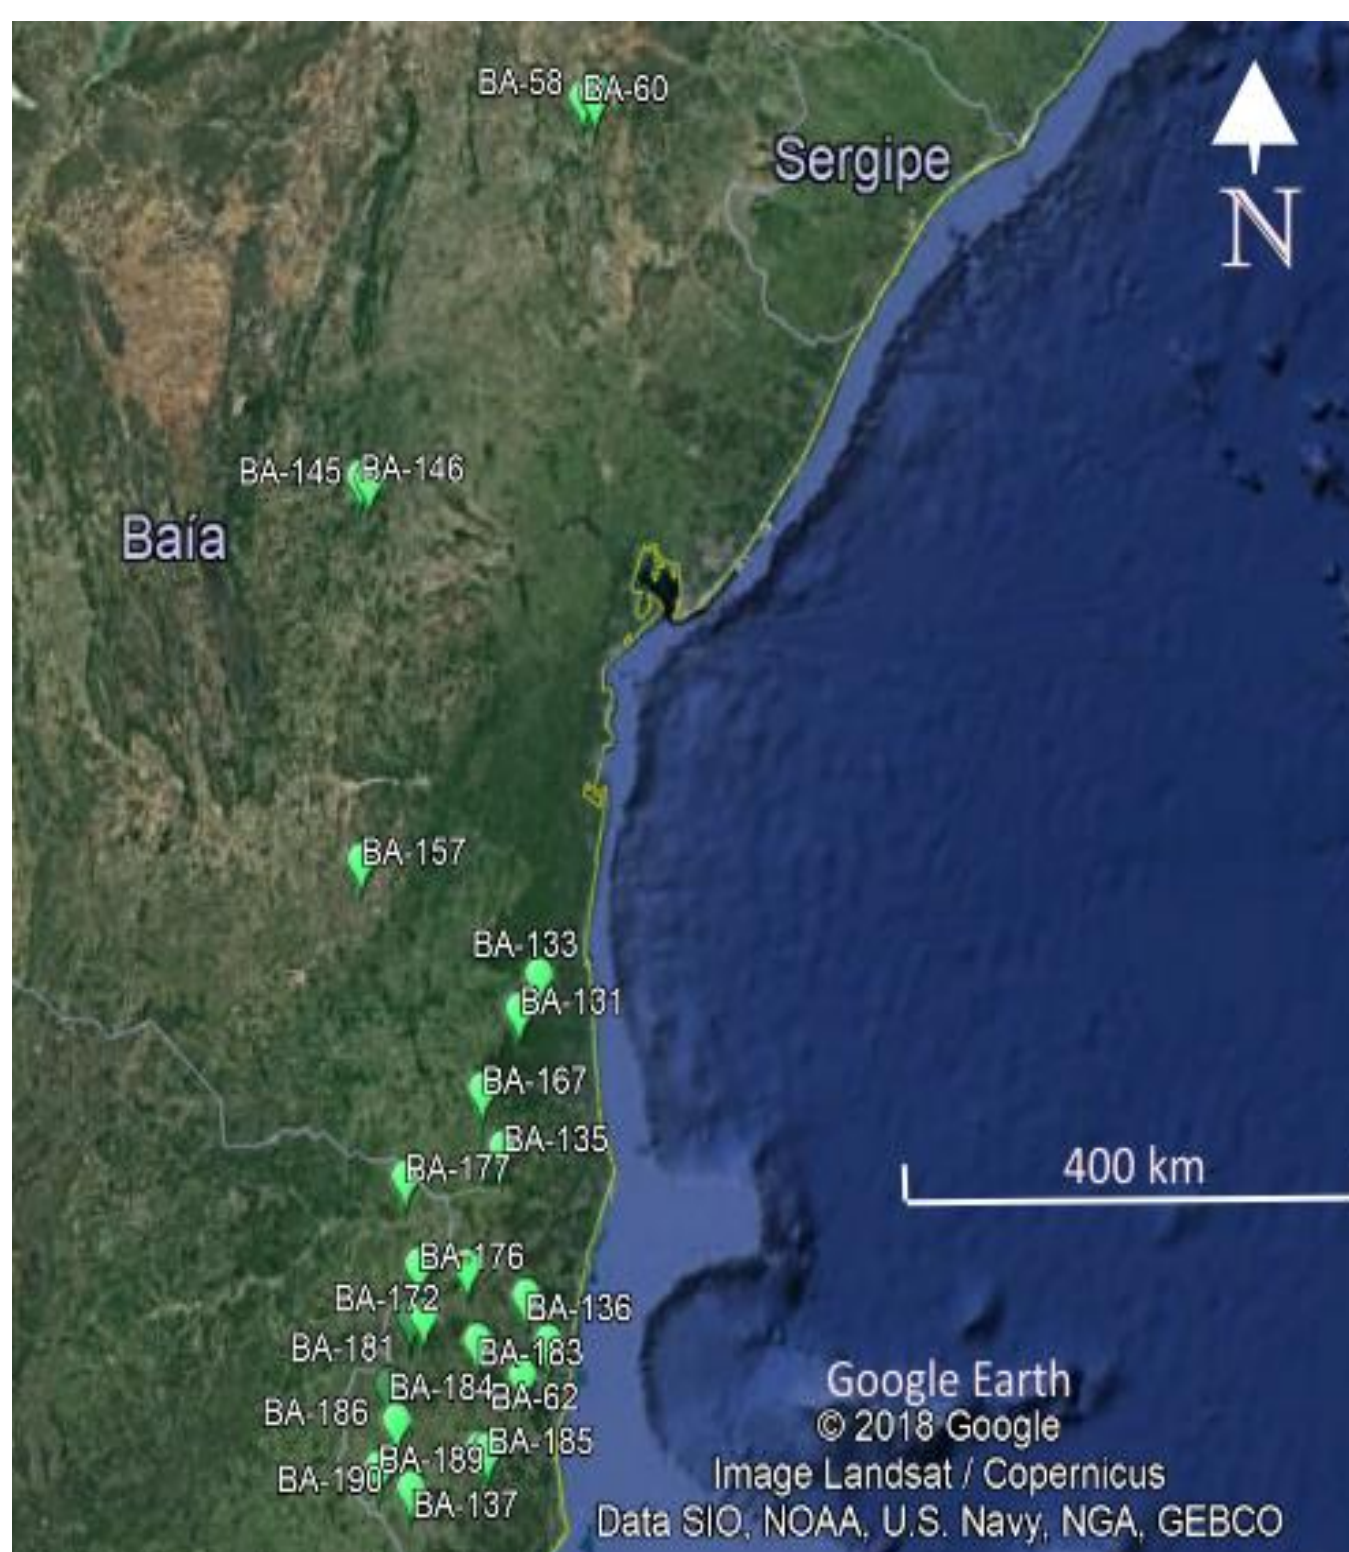 BA-58
BA-60
Sergipe
N
BA-145
BA-146
Baía
BA-157
BA-133
BA-131
BA-167
BA-135
BA-177
400 km
BA-176
BA-172
BA-136
BA-181
BA-183
BA-184
BA-62
BA-186
BA-185
BA-189
BA-190
BA-137
Google Earth
© 2018 Google
Image Landsat / Copernicus
Data SIO, NOAA, U.S. Navy, NGA, GEBCO